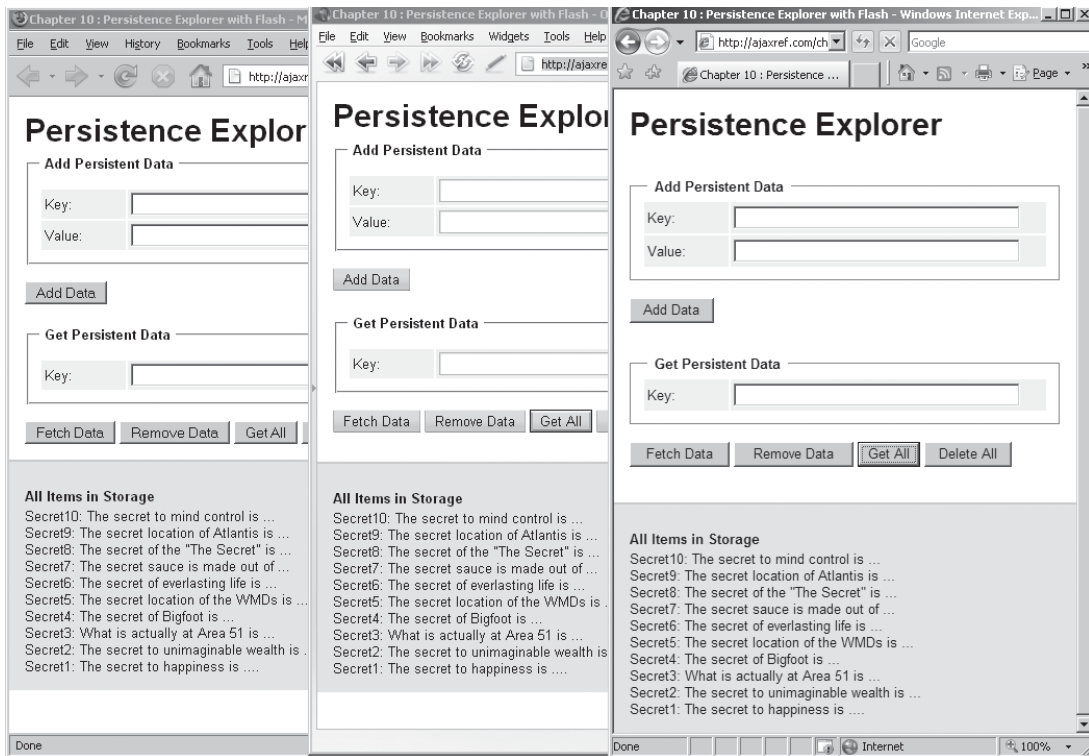 Chapter 10 : Persistence Explorer with Flash - M
File Edit View History Bookmarks Tools Help
http://ajaxr
Persistence Explor
Add Persistent Data
Key:
Value:
Add Data
Get Persistent Data
Key:
Fetch Data Remove Data Get All
All Items in Storage
Secret10: The secret to mind control is ...
Secret9: The secret location of Atlantis is ...
Secret8: The secret of the "The Secret" is ...
Secret7: The secret sauce is made out of ...
Secret6: The secret of everlasting life is ...
Secret5: The secret location of the WMDs is ...
Secret4: The secret of Bigfoot is ...
Secret3: What is actually at Area 51 is ...
Secret2: The secret to unimaginable wealth is .
Secret1: The secret to happiness is ....
Done
Chapter 10 : Persistence Explorer with Flash - O
File Edit View Bookmarks Widgets Tools Help
http://ajaxre
Persistence Explor
Add Persistent Data
Key:
Value:
Add Data
Get Persistent Data
Key:
Fetch Data Remove Data Get All
All Items in Storage
Secret10: The secret to mind control is ...
Secret9: The secret location of Atlantis is ...
Secret8: The secret of the "The Secret" is ...
Secret7: The secret sauce is made out of ...
Secret6: The secret of everlasting life is ...
Secret5: The secret location of the WMDs is .
Secret4: The secret of Bigfoot is ...
Secret3: What is actually at Area 51 is ...
Secret2: The secret to unimaginable wealth is
Secret1: The secret to happiness is ....
Chapter 10 : Persistence Explorer with Flash - Windows Internet Exp...
http://ajaxref.com/ch Google
Chapter 10 : Persistence ... Page »
Persistence Explorer
Add Persistent Data
Key:
Value:
Add Data
Get Persistent Data
Key:
Fetch Data Remove Data Get All Delete All
All Items in Storage
Secret10: The secret to mind control is ...
Secret9: The secret location of Atlantis is ...
Secret8: The secret of the "The Secret" is ...
Secret7: The secret sauce is made out of ...
Secret6: The secret of everlasting life is ...
Secret5: The secret location of the WMDs is ...
Secret4: The secret of Bigfoot is ...
Secret3: What is actually at Area 51 is ...
Secret2: The secret to unimaginable wealth is ...
Secret1: The secret to happiness is ....
Done Internet 100%